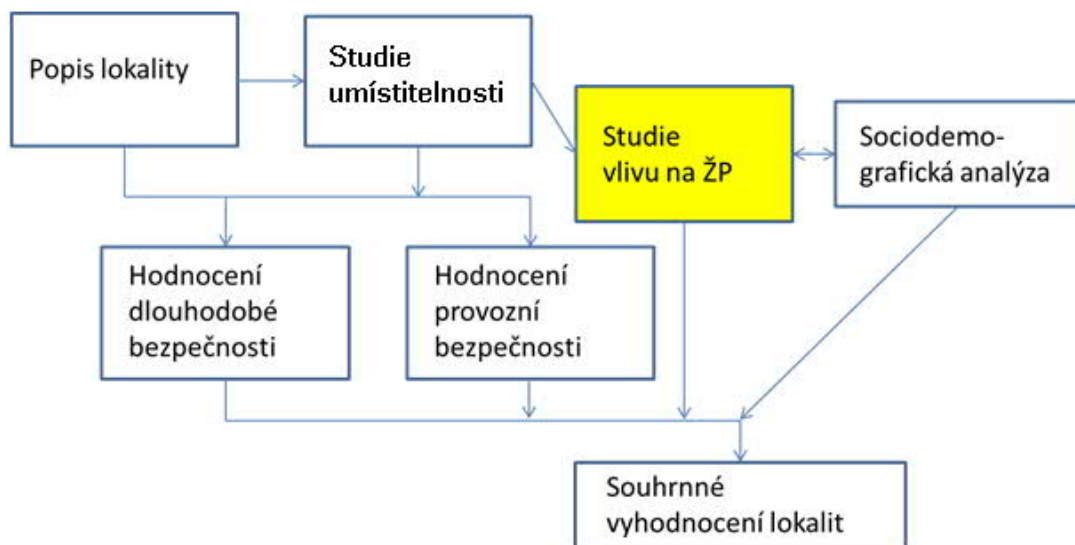 Popis lokality
Studie
umístitelnosti
Studie
vlivu na ŽP
Sociodemo-
grafická analýza
Hodnocení
dlouhodobé
bezpečnosti
Hodnocení
provozní
bezpečnosti
Souhrnné
vyhodnocení lokalit